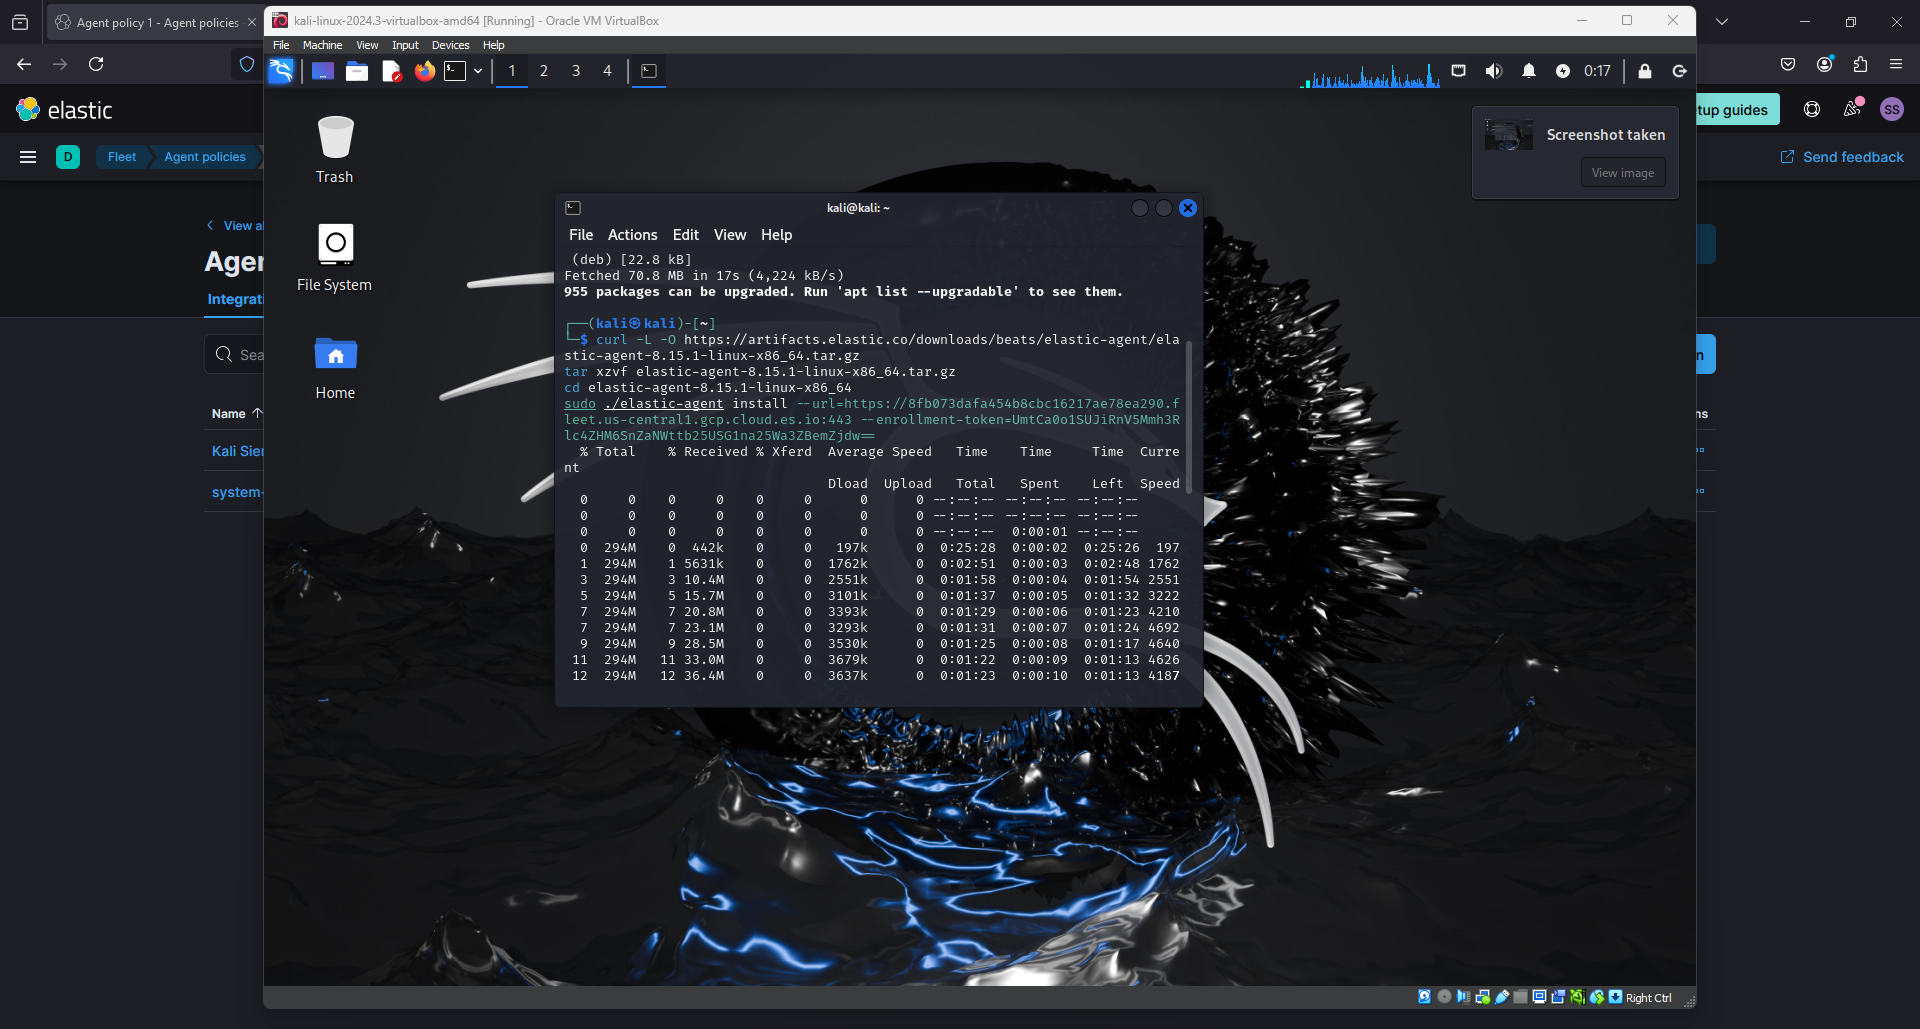 Agent policy 1 - Agent policies
kali-linux-2024.3-virtualbox-amd64 [Running] - Oracle VM VirtualBox
File Machine View Input Devices Help
1 2 3 4
0:17
elastic
tup guides
SS
D
Fleet
Agent policies
Send feedback
Trash
Screenshot taken
View image
View a
Agen
Integrati
Sea
Name
Kali Sie
system-
n
ns
File System
Home
kali@kali: ~
File Actions Edit View Help
(deb) [22.8 kB]
Fetched 70.8 MB in 17s (4,224 kB/s)
955 packages can be upgraded. Run 'apt list --upgradable' to see them.
┌──(kali㉿kali)-[~]
└─$ curl -L -O https://artifacts.elastic.co/downloads/beats/elastic-agent/ela
stic-agent-8.15.1-linux-x86_64.tar.gz
tar xzvf elastic-agent-8.15.1-linux-x86_64.tar.gz
cd elastic-agent-8.15.1-linux-x86_64
sudo ./elastic-agent install --url=https://8fb073dafa454b8cbc16217ae78ea290.f
leet.us-central1.gcp.cloud.es.io:443 --enrollment-token=UmtCa0o1SUJiRnV5Mmh3R
lc4ZHM6SnZaNWttb25USG1na25Wa3ZBemZjdw==
% Total % Received % Xferd Average Speed Time Time Time Curre
nt
Dload Upload Total Spent Left Speed
0 0 0 0 0 0 0 0 --:--:-- --:--:-- --:--:--
0 0 0 0 0 0 0 0 --:--:-- --:--:-- --:--:--
0 0 0 0 0 0 0 0 --:--:-- 0:00:01 --:--:--
0 294M 0 442k 0 0 197k 0 0:25:28 0:00:02 0:25:26 197
1 294M 1 5631k 0 0 1762k 0 0:02:51 0:00:03 0:02:48 1762
3 294M 3 10.4M 0 0 2551k 0 0:01:58 0:00:04 0:01:54 2551
5 294M 5 15.7M 0 0 3101k 0 0:01:37 0:00:05 0:01:32 3222
7 294M 7 20.8M 0 0 3393k 0 0:01:29 0:00:06 0:01:23 4210
7 294M 7 23.1M 0 0 3293k 0 0:01:31 0:00:07 0:01:24 4692
9 294M 9 28.5M 0 0 3530k 0 0:01:25 0:00:08 0:01:17 4640
11 294M 11 33.0M 0 0 3679k 0 0:01:22 0:00:09 0:01:13 4626
12 294M 12 36.4M 0 0 3637k 0 0:01:23 0:00:10 0:01:13 4187
Right Ctrl